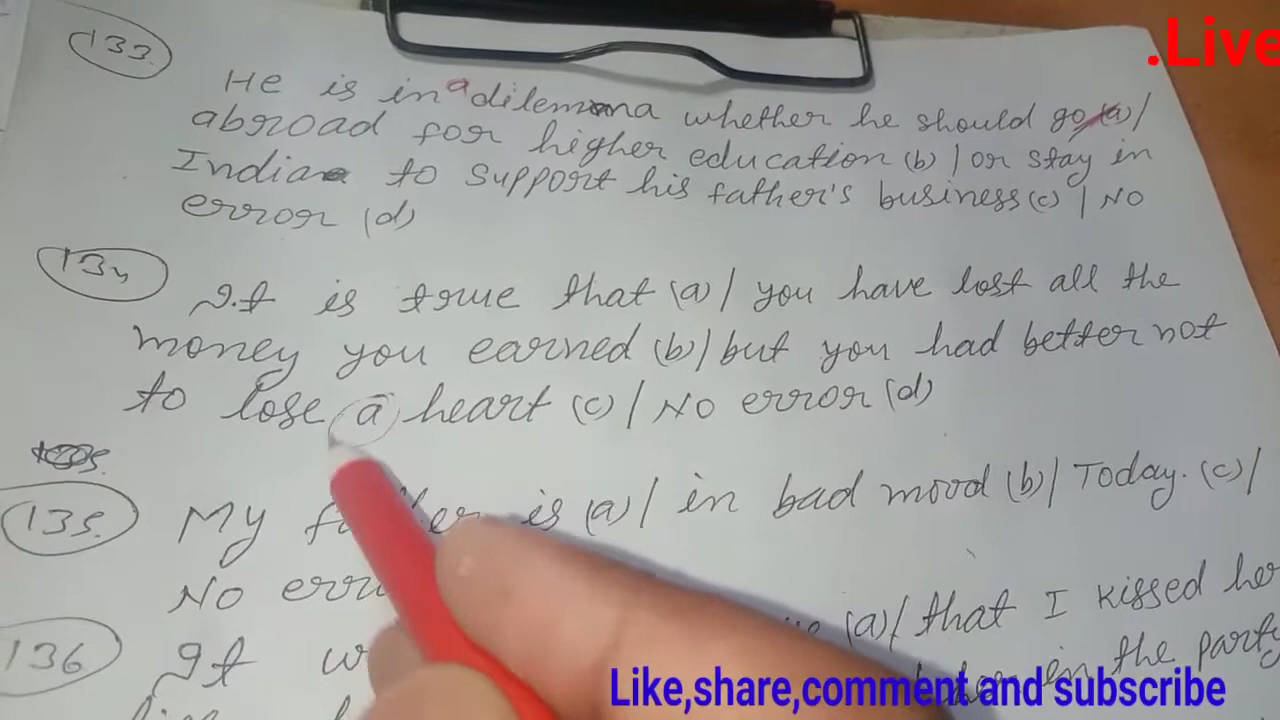 .Live
133.
He is in a dilemma whether he should go (a) /
abroad for higher education (b) / or stay in
India to support his father's business (c) / No
error (d)
134
It is true that (a) / you have lost all the
money you earned (b) / but you had better not
to lose a heart (c) / No error (d)
135.
My father is (a) / in bad mood (b) / Today. (c) /
No
136
It (a) / that I kissed her
in the party
Like,share,comment and subscribe